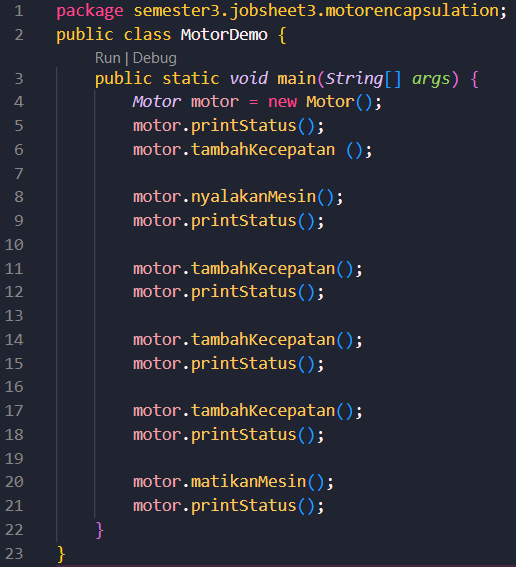 1 package semester3.jobsheet3.motorencapsulation;
2 public class MotorDemo {
Run | Debug
3 public static void main(String[] args) {
4 Motor motor = new Motor();
5 motor.printStatus();
6 motor.tambahKecepatan ();
7
8 motor.nyalakanMesin();
9 motor.printStatus();
10
11 motor.tambahKecepatan();
12 motor.printStatus();
13
14 motor.tambahKecepatan();
15 motor.printStatus();
16
17 motor.tambahKecepatan();
18 motor.printStatus();
19
20 motor.matikanMesin();
21 motor.printStatus();
22 }
23 }